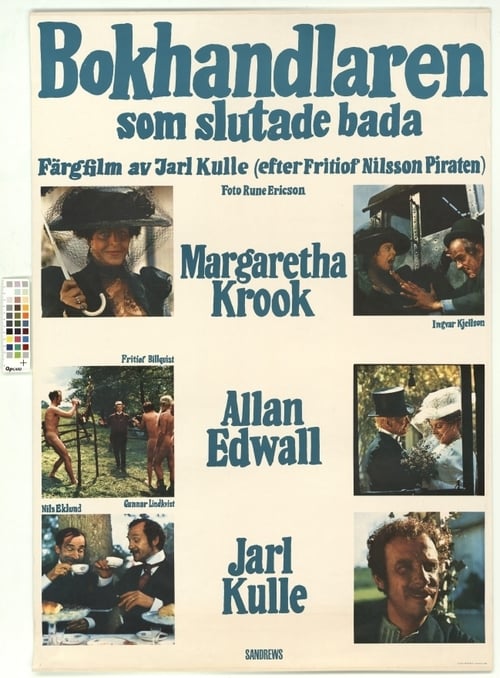 Bokhandlaren
som slutade bada
Färgfilm av Jarl Kulle (efter Fritiof Nilsson Piraten)
Foto Rune Ericson
Margaretha
Krook
Ingvar Kjellson
Fritiof Billquist
Allan
Edwall
Nils Eklund
Gunnar Lindkvist
Jarl
Kulle
SANDREWS